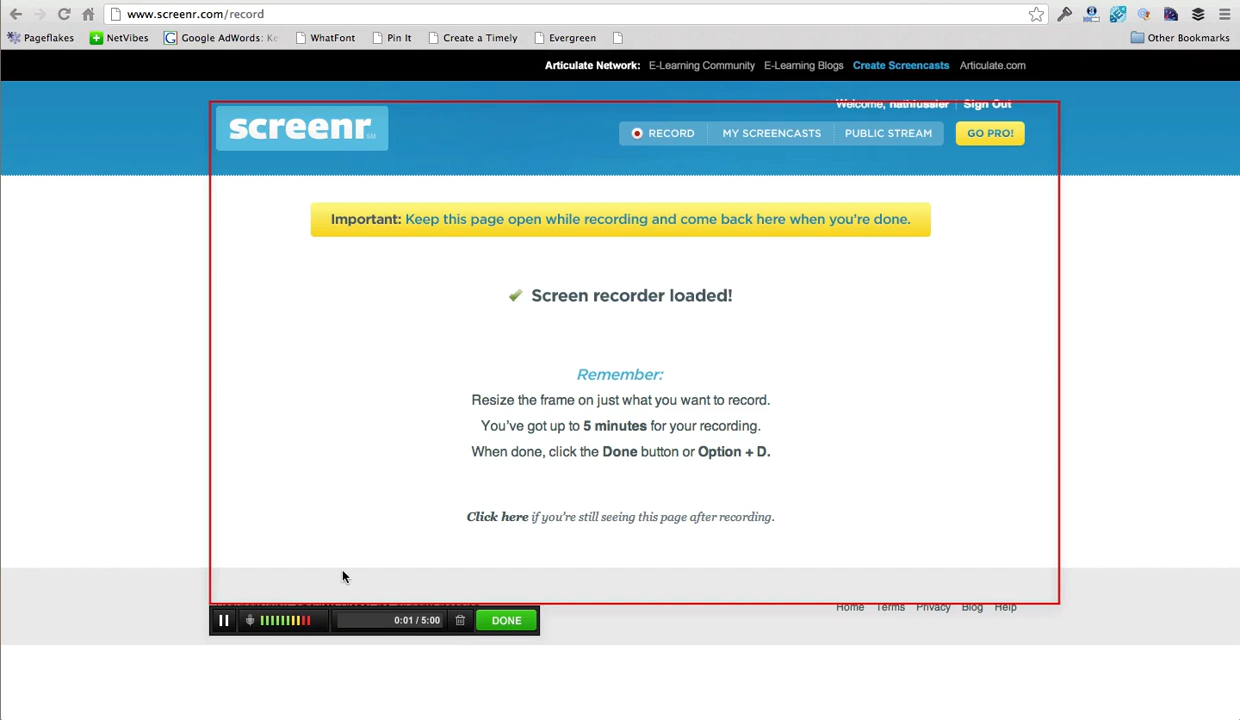 www.screenr.com/record
Pageflakes NetVibes Google AdWords: Ke WhatFont Pin It Create a Timely Evergreen Other Bookmarks
Articulate Network: E-Learning Community E-Learning Blogs Create Screencasts Articulate.com
Welcome, nathlussier Sign Out
screenr SM
RECORD MY SCREENCASTS PUBLIC STREAM GO PRO!
Important: Keep this page open while recording and come back here when you're done.
Screen recorder loaded!
Remember:
Resize the frame on just what you want to record.
You've got up to 5 minutes for your recording.
When done, click the Done button or Option + D.
Click here if you're still seeing this page after recording.
Home Terms Privacy Blog Help
0:01 / 5:00 DONE